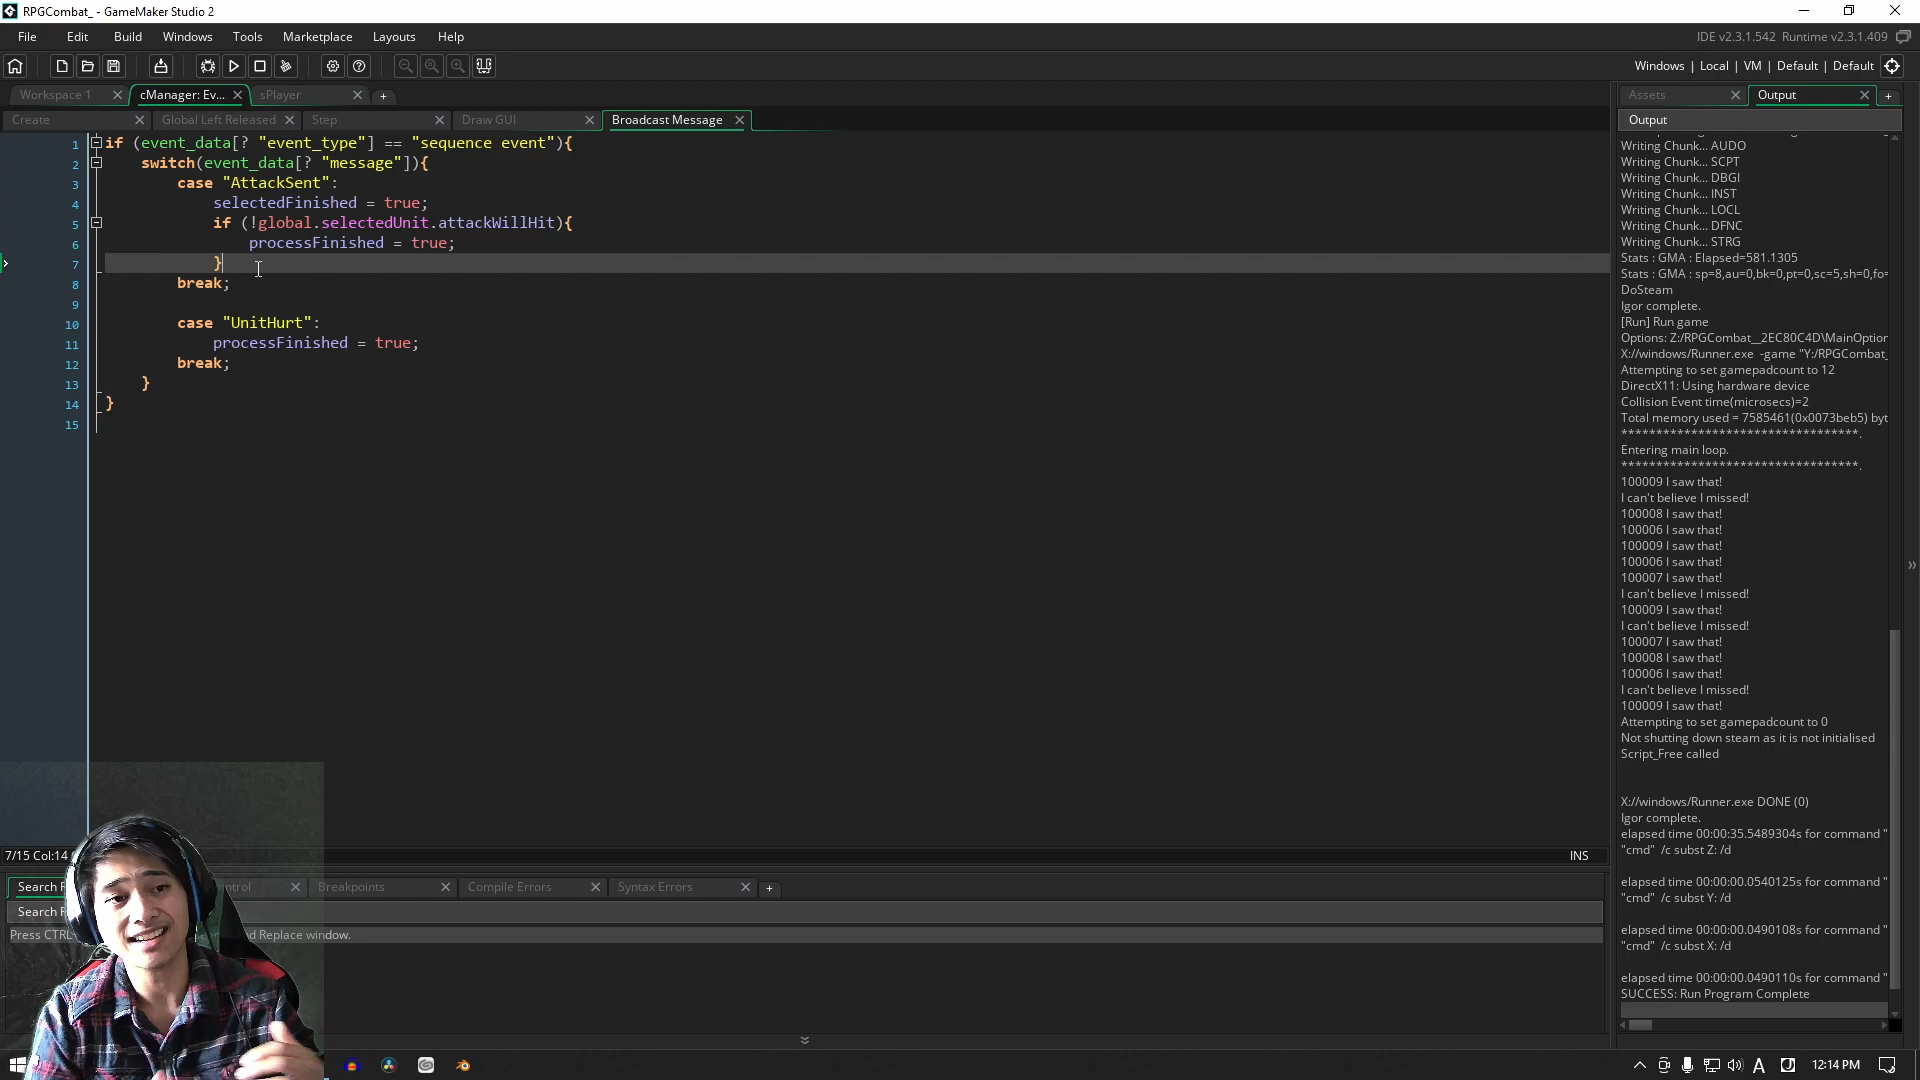 RPGCombat_ - GameMaker Studio 2
File Edit Build Windows Tools Marketplace Layouts Help
IDE v2.3.1.542 Runtime v2.3.1.409
Windows | Local | VM | Default | Default
Workspace 1
cManager: Ev...
sPlayer
Assets
Output
Create
Global Left Released
Step
Draw GUI
Broadcast Message
Output
1 if (event_data[? "event_type"] == "sequence event"){
2 switch(event_data[? "message"]){
3 case "AttackSent":
4 selectedFinished = true;
5 if (!global.selectedUnit.attackWillHit){
6 processFinished = true;
7 }
8 break;
9
10 case "UnitHurt":
11 processFinished = true;
12 break;
13 }
14 }
15
Writing Chunk... AUDO
Writing Chunk... SCPT
Writing Chunk... DBGI
Writing Chunk... INST
Writing Chunk... LOCL
Writing Chunk... DFNC
Writing Chunk... STRG
Stats : GMA : Elapsed=581.1305
Stats : GMA : sp=8,au=0,bk=0,pt=0,sc=5,sh=0,fo=
DoSteam
Igor complete.
[Run] Run game
Options: Z:/RPGCombat__2EC80C4D\MainOption
X://windows/Runner.exe -game "Y:/RPGCombat_
Attempting to set gamepadcount to 12
DirectX11: Using hardware device
Collision Event time(microsecs)=2
Total memory used = 7585461(0x0073beb5) byt
***********************************.
Entering main loop.
***********************************.
100009 I saw that!
I can't believe I missed!
100008 I saw that!
100006 I saw that!
100009 I saw that!
100006 I saw that!
100007 I saw that!
I can't believe I missed!
100009 I saw that!
I can't believe I missed!
100007 I saw that!
100008 I saw that!
100006 I saw that!
I can't believe I missed!
100009 I saw that!
Attempting to set gamepadcount to 0
Not shutting down steam as it is not initialised
Script_Free called
X://windows/Runner.exe DONE (0)
Igor complete.
elapsed time 00:00:35.5489304s for command "
"cmd" /c subst Z: /d
elapsed time 00:00:00.0540125s for command "
"cmd" /c subst Y: /d
elapsed time 00:00:00.0490108s for command "
"cmd" /c subst X: /d
elapsed time 00:00:00.0490110s for command "
SUCCESS: Run Program Complete
7/15 Col:14
INS
Search
ntrol
Breakpoints
Compile Errors
Syntax Errors
Search
Press CTRL
d Replace window.
A
12:14 PM